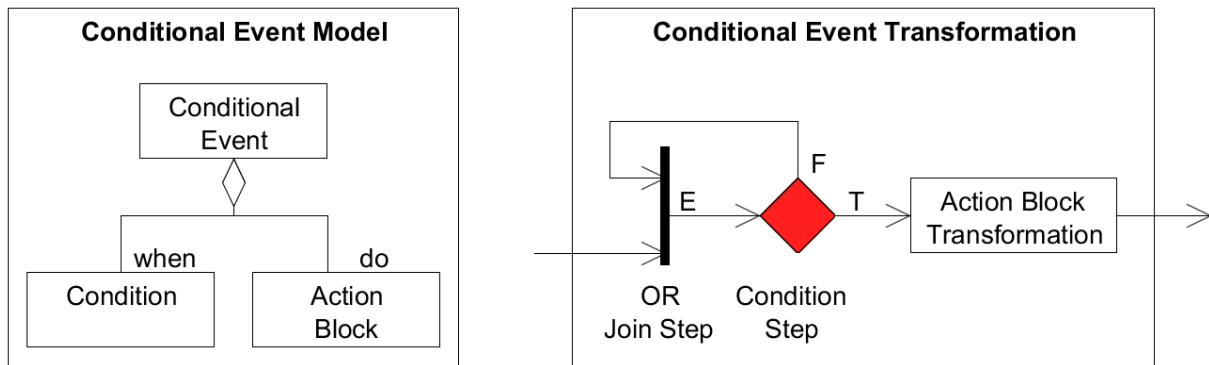 Conditional Event Model
Conditional
Event
when
do
Condition
Action
Block
Conditional Event Transformation
F
E
T
Action Block
Transformation
OR
Join Step
Condition
Step